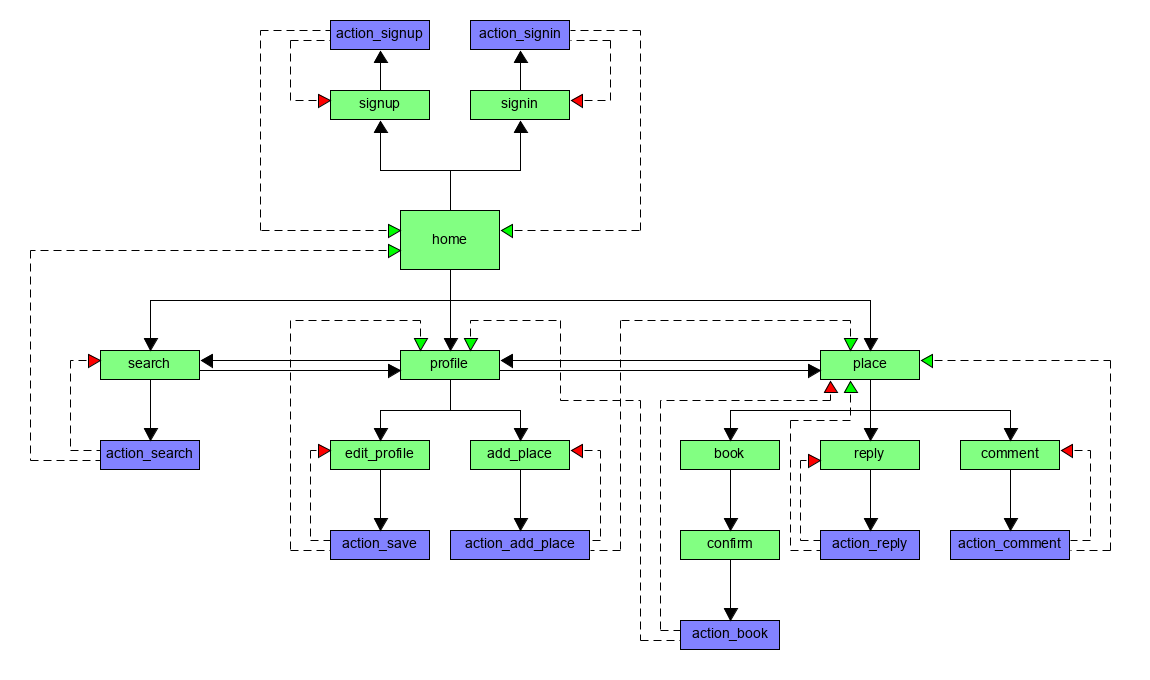 action_signup
action_signin
signup
signin
home
search
profile
place
action_search
edit_profile
add_place
book
reply
comment
action_save
action_add_place
confirm
action_reply
action_comment
action_book